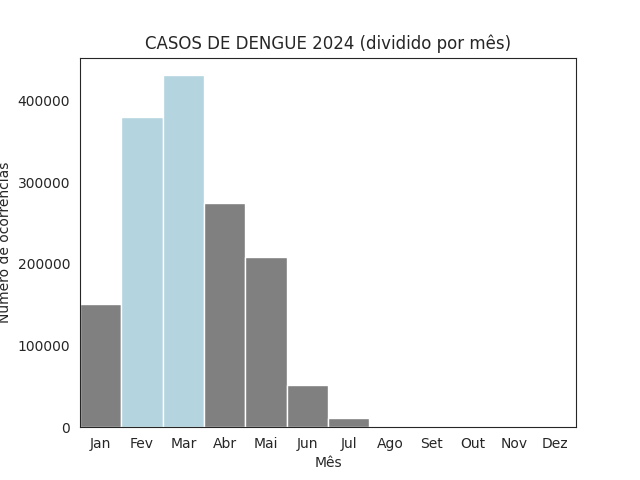 CASOS DE DENGUE 2024 (dividido por mês)
Número de ocorrências
400000
300000
200000
100000
0
Jan Fev Mar Abr Mai Jun Jul Ago Set Out Nov Dez
Mês